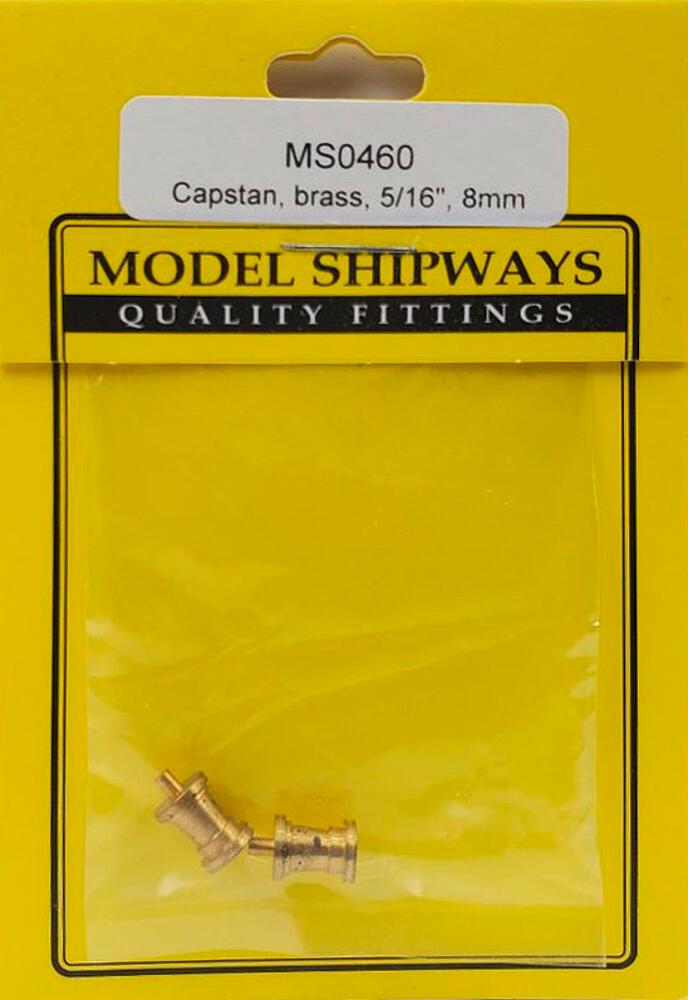 MS0460
Capstan, brass, 5/16", 8mm
MODEL SHIPWAYS
QUALITY FITTINGS